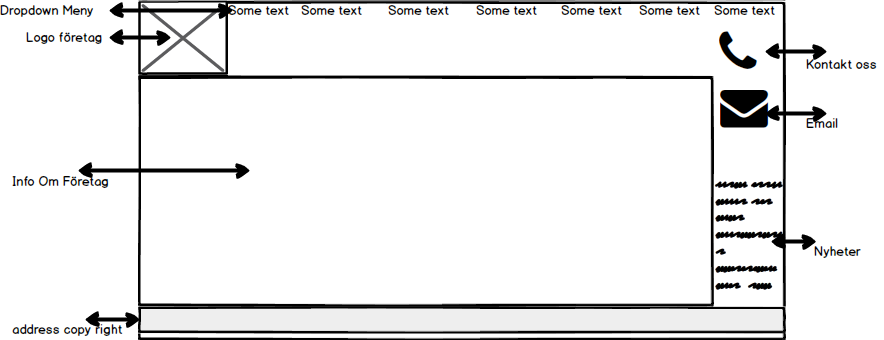 Dropdown Meny
Some text Some text Some text Some text Some text Some text Some text
Logo företag
Kontakt oss
Email
Info Om Företag
Nyheter
address copy right